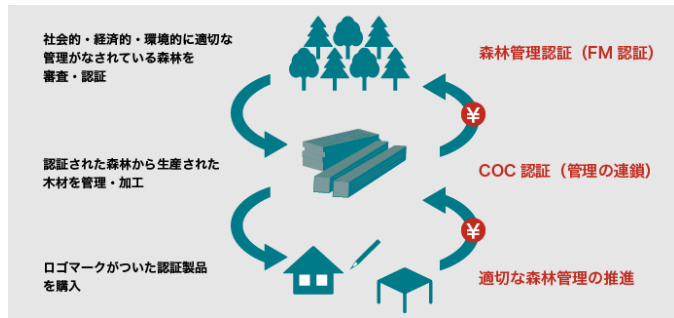 社会的・経済的・環境的に適切な
管理がなされている森林を
審査・認証
森林管理認証（FM 認証）
¥
認証された森林から生産された
木材を管理・加工
COC 認証（管理の連鎖）
¥
ロゴマークがついた認証製品
を購入
適切な森林管理の推進